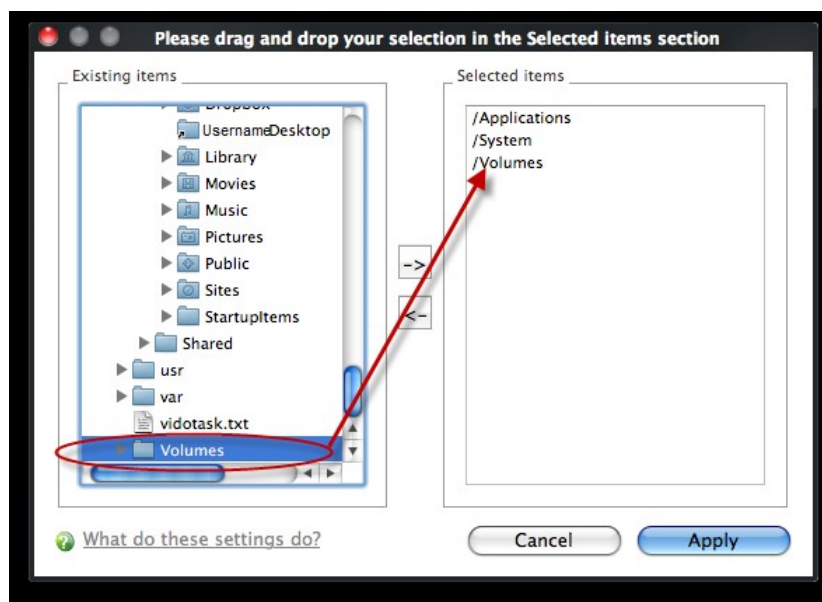 Please drag and drop your selection in the Selected items section
Existing items
Dropbox
UsernameDesktop
Library
Movies
Music
Pictures
Public
Sites
StartupItems
Shared
usr
var
vidotask.txt
Volumes
->
<-
Selected items
/Applications
/System
/Volumes
What do these settings do?
Cancel
Apply